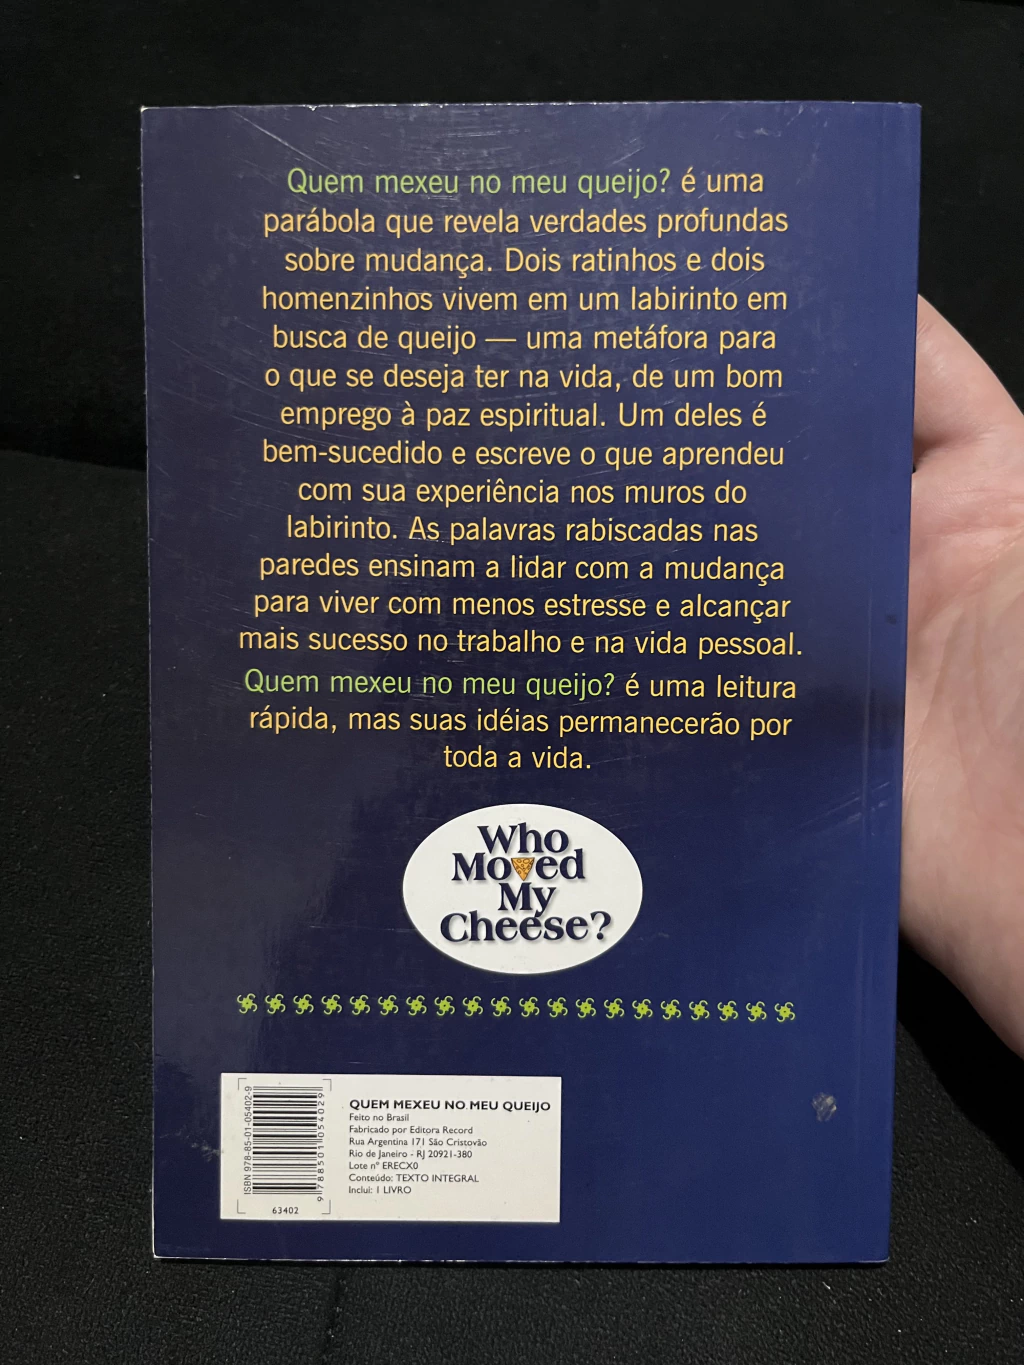 Quem mexeu no meu queijo? é uma
parábola que revela verdades profundas
sobre mudança. Dois ratinhos e dois
homenzinhos vivem em um labirinto em
busca de queijo — uma metáfora para
o que se deseja ter na vida, de um bom
emprego à paz espiritual. Um deles é
bem-sucedido e escreve o que aprendeu
com sua experiência nos muros do
labirinto. As palavras rabiscadas nas
paredes ensinam a lidar com a mudança
para viver com menos estresse e alcançar
mais sucesso no trabalho e na vida pessoal.
Quem mexeu no meu queijo? é uma leitura
rápida, mas suas idéias permanecerão por
toda a vida.
Who
Moved
My
Cheese?
ISBN 978-85-01-05402-9
9 788501 054029
63402
QUEM MEXEU NO MEU QUEIJO
Feito no Brasil
Fabricado por Editora Record
Rua Argentina 171 São Cristovão
Rio de Janeiro - RJ 20921-380
Lote nº ERECX0
Conteúdo: TEXTO INTEGRAL
Inclui: 1 LIVRO